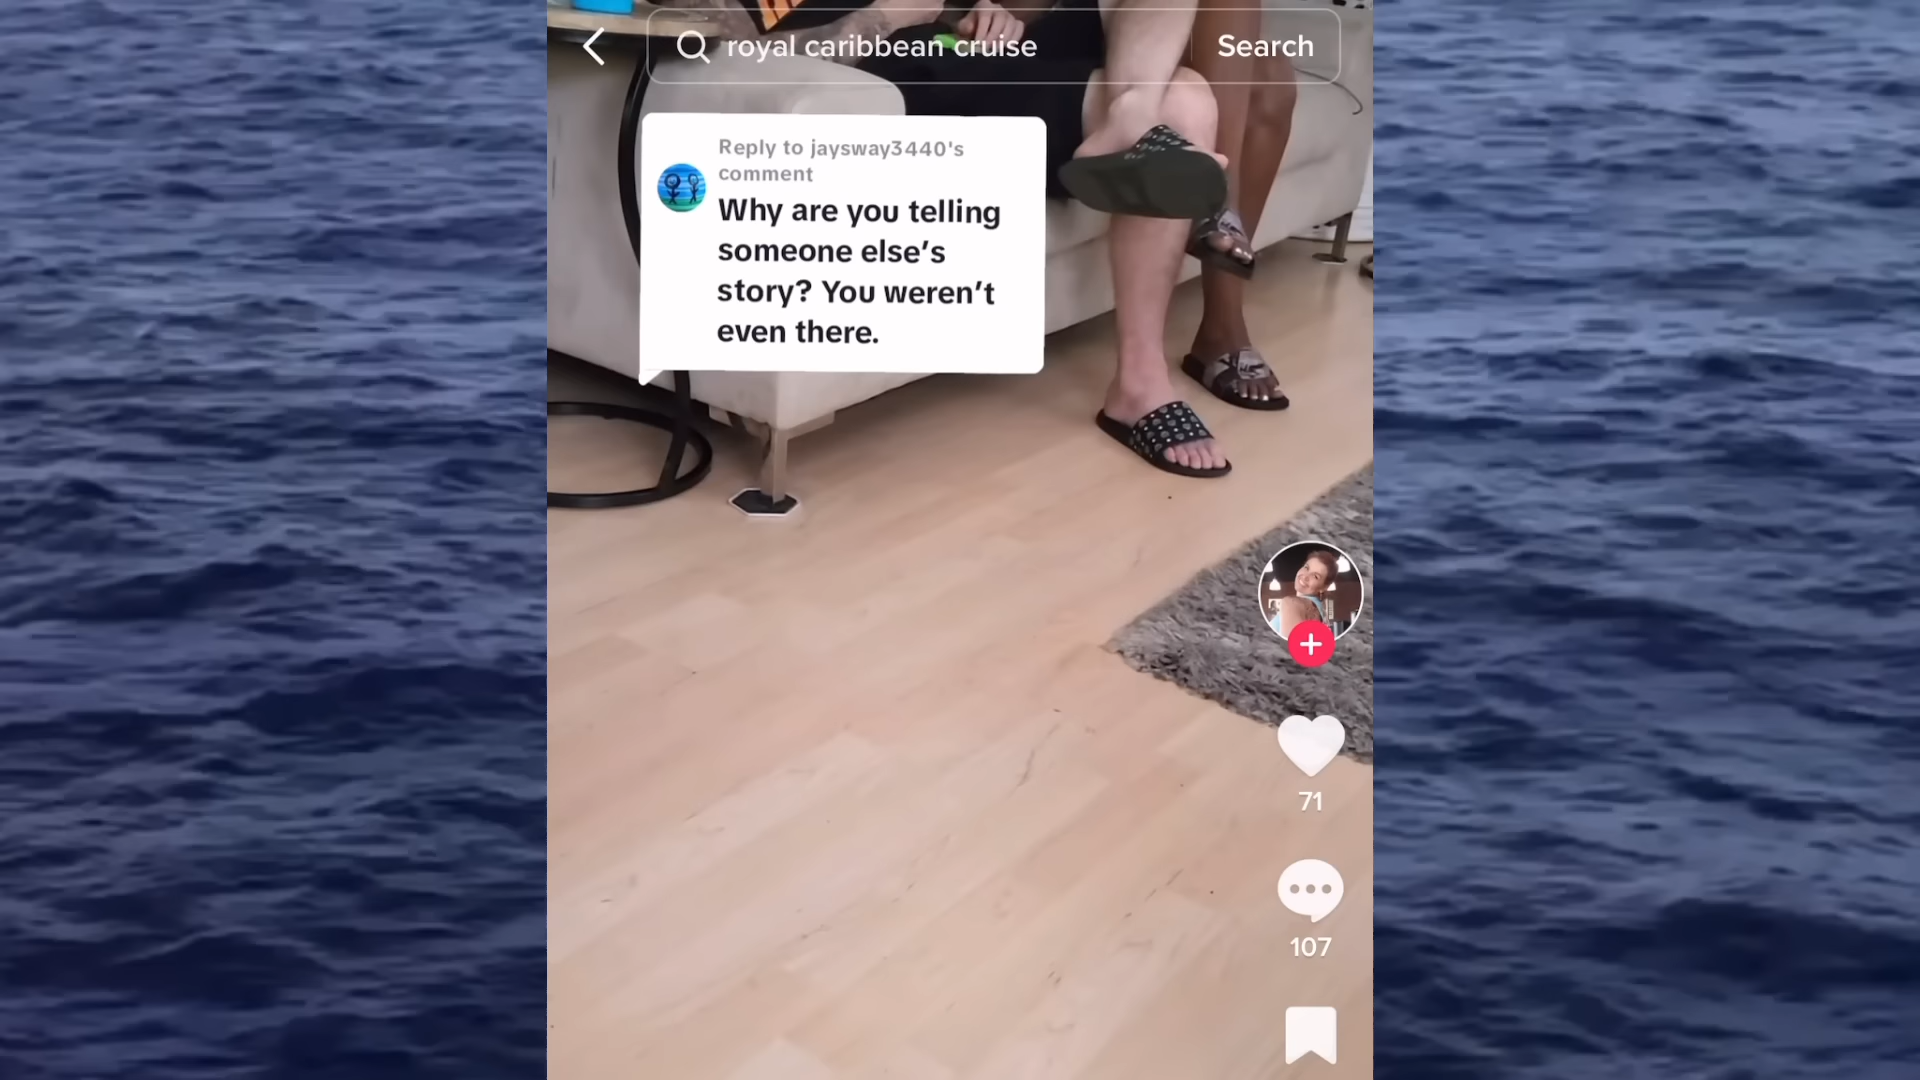 royal caribbean cruise
Search
Reply to jaysway3440's
comment
Why are you telling
someone else’s
story? You weren’t
even there.
71
107